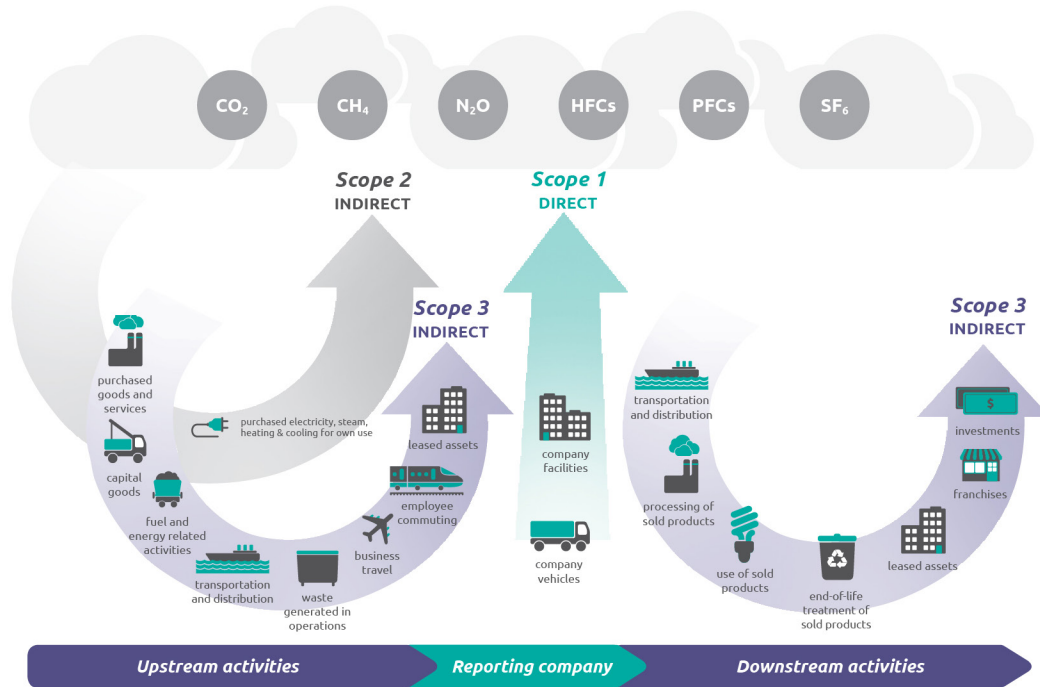 CO₂
CH₄
N₂O
HFCs
PFCs
SF₆
Scope 2
INDIRECT
Scope 1
DIRECT
Scope 3
INDIRECT
Scope 3
INDIRECT
purchased
goods and
services
capital
goods
fuel and
energy related
activities
transportation
and distribution
waste
generated in
operations
business
travel
employee
commuting
leased assets
purchased electricity, steam,
heating & cooling for own use
company
facilities
company
vehicles
transportation
and distribution
processing of
sold products
use of sold
products
end-of-life
treatment of
sold products
leased assets
franchises
$
investments
Upstream activities
Reporting company
Downstream activities